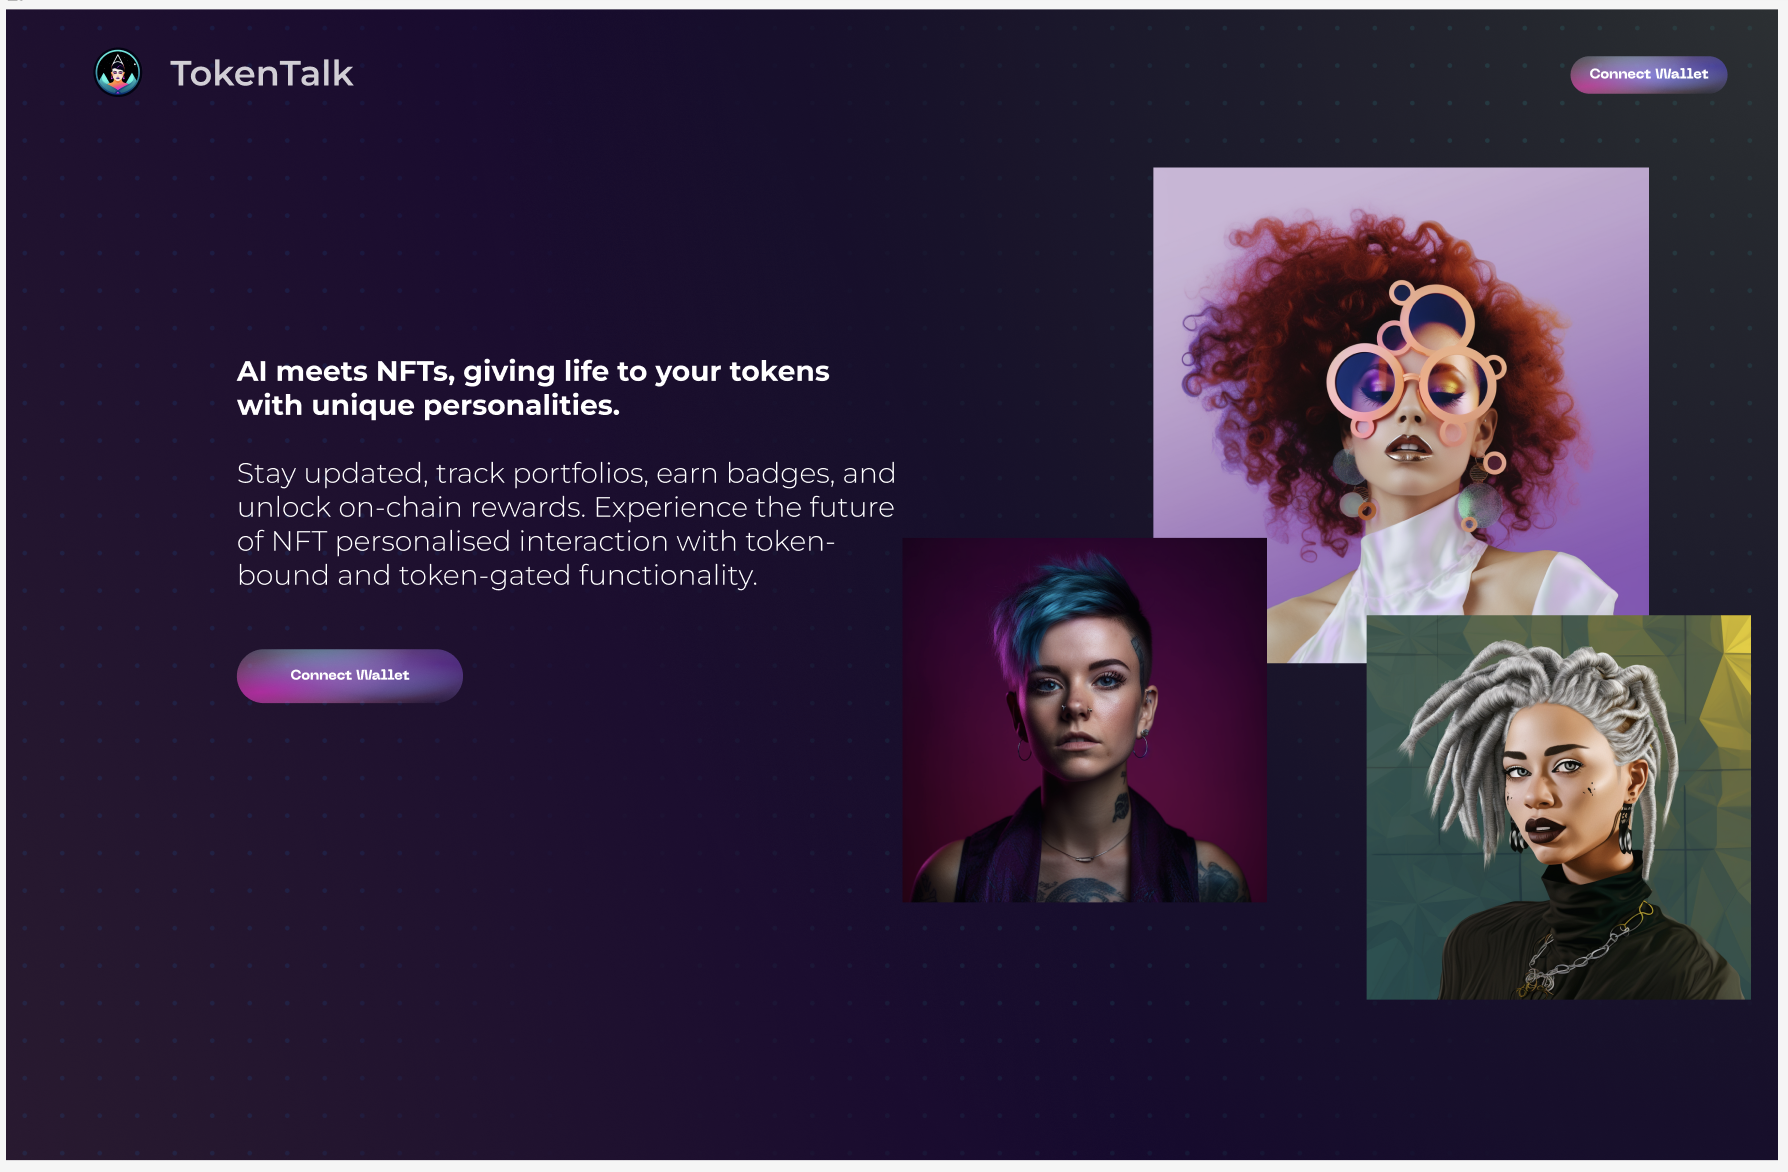 TokenTalk
Connect Wallet
AI meets NFTs, giving life to your tokens
with unique personalities.
Stay updated, track portfolios, earn badges, and
unlock on-chain rewards. Experience the future
of NFT personalised interaction with token-
bound and token-gated functionality.
Connect Wallet